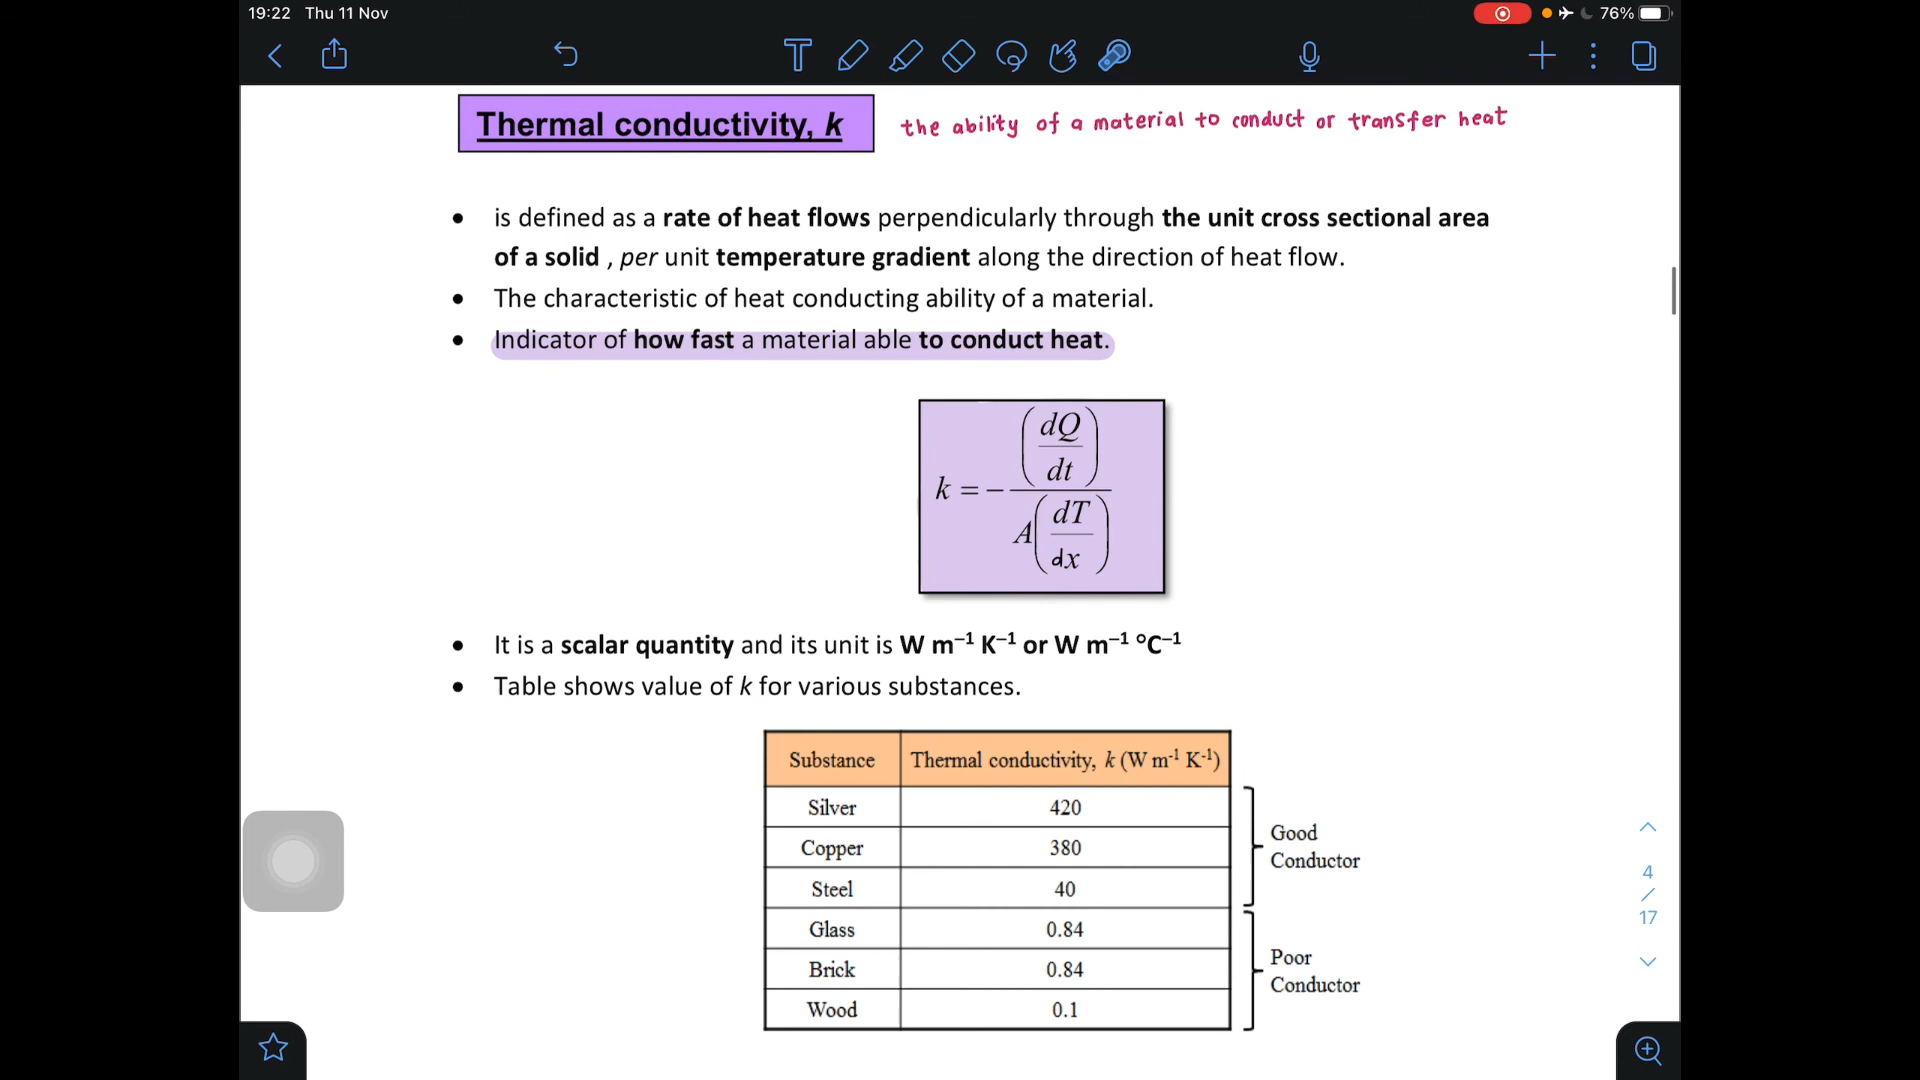 19:22 Thu 11 Nov
76%
Thermal conductivity, k
the ability of a material to conduct or transfer heat
• is defined as a rate of heat flows perpendicularly through the unit cross sectional area
of a solid , per unit temperature gradient along the direction of heat flow.
• The characteristic of heat conducting ability of a material.
• Indicator of how fast a material able to conduct heat.
k = − (dQ/dt) / A(dT/dx)
• It is a scalar quantity and its unit is W m⁻¹ K⁻¹ or W m⁻¹ °C⁻¹
• Table shows value of k for various substances.
Substance Thermal conductivity, k (W m⁻¹ K⁻¹)
Silver 420
Copper 380
Steel 40
Good
Conductor
Glass 0.84
Brick 0.84
Wood 0.1
Poor
Conductor
4
/
17